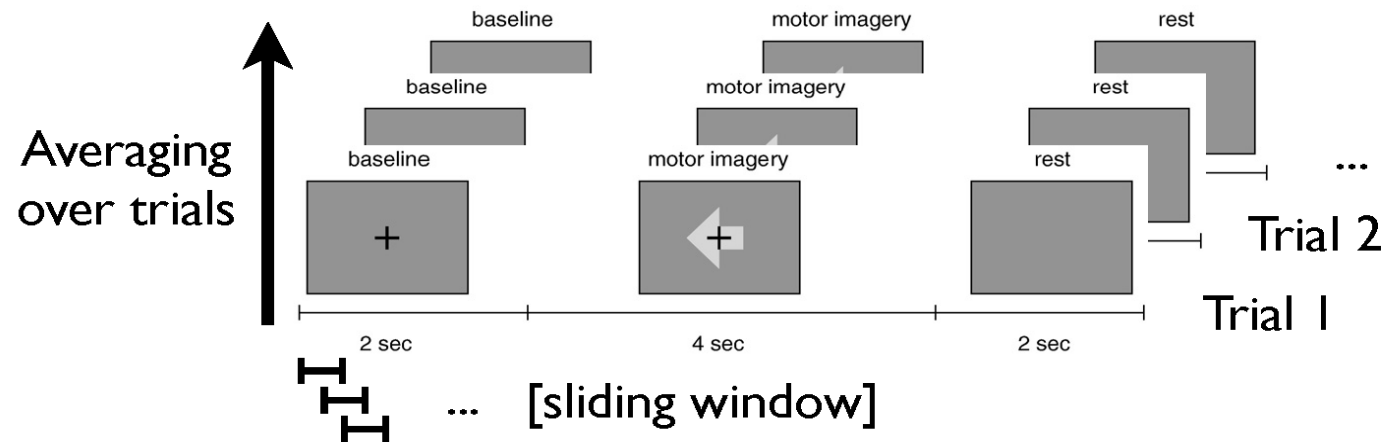 baseline motor imagery rest
baseline motor imagery rest
baseline motor imagery rest
Averaging
over trials
...
Trial 2
Trial 1
2 sec 4 sec 2 sec
... [sliding window]